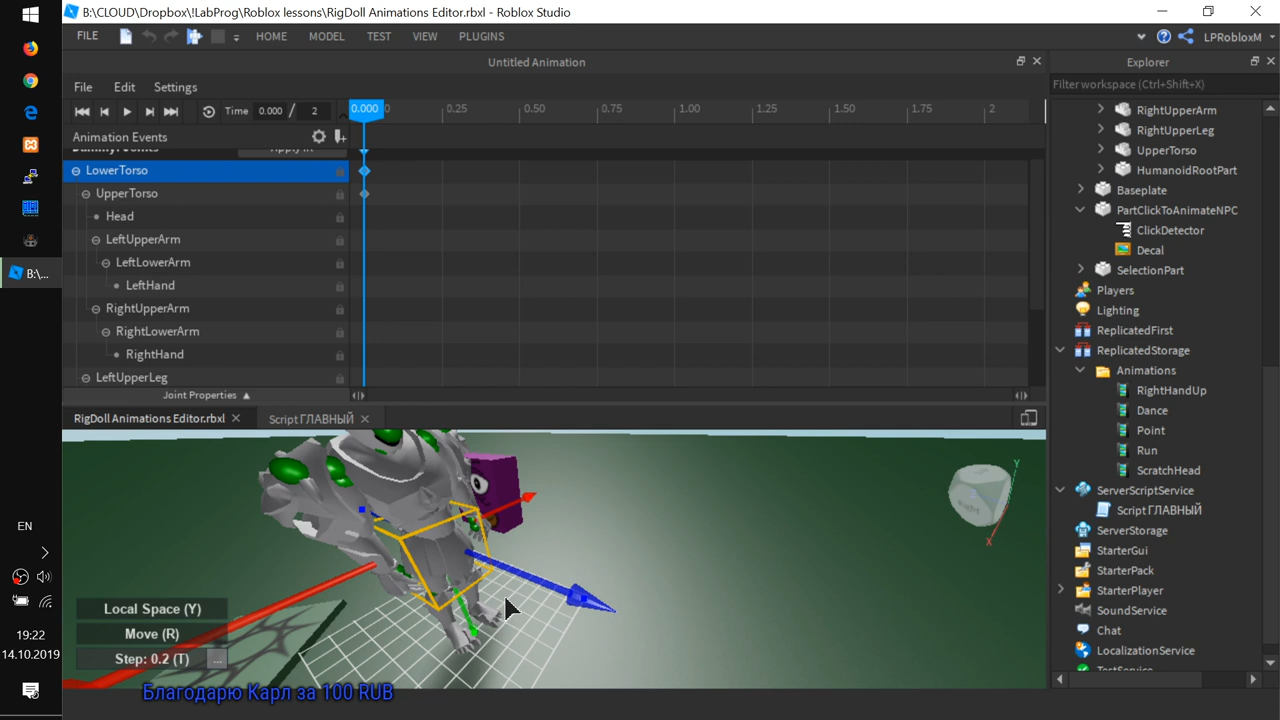 B:\CLOUD\Dropbox\!LabProg\Roblox lessons\RigDoll Animations Editor.rbxl - Roblox Studio
FILE HOME MODEL TEST VIEW PLUGINS LPRobloxM
Untitled Animation
Explorer
File Edit Settings
Filter workspace (Ctrl+Shift+X)
Time 0.000 / 2
0.000 0 0.25 0.50 0.75 1.00 1.25 1.50 1.75 2
Animation Events
LowerTorso
UpperTorso
Head
LeftUpperArm
LeftLowerArm
LeftHand
RightUpperArm
RightLowerArm
RightHand
LeftUpperLeg
Joint Properties
RigDoll Animations Editor.rbxl
Script ГЛАВНЫЙ
Right
Y
X
Local Space (Y)
Move (R)
Step: 0.2 (T) ...
Благодарю Карл за 100 RUB
RightUpperArm
RightUpperLeg
UpperTorso
HumanoidRootPart
Baseplate
PartClickToAnimateNPC
ClickDetector
Decal
SelectionPart
Players
Lighting
ReplicatedFirst
ReplicatedStorage
Animations
RightHandUp
Dance
Point
Run
ScratchHead
ServerScriptService
Script ГЛАВНЫЙ
ServerStorage
StarterGui
StarterPack
StarterPlayer
SoundService
Chat
LocalizationService
TestService
B:\...
EN
19:22
14.10.2019